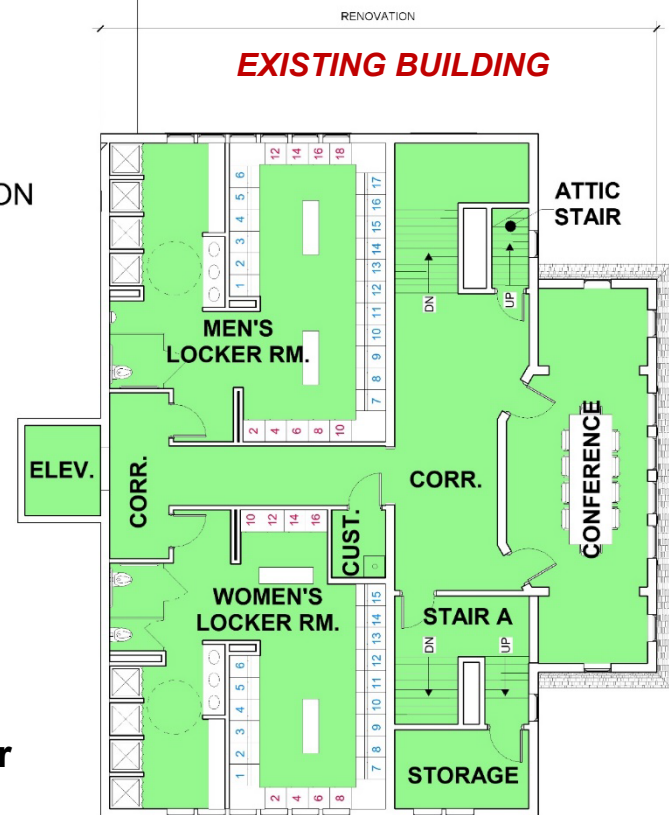 RENOVATION
EXISTING BUILDING
ON
ATTIC
STAIR
12 14 16 18
6
5
4
3
2
1
17
16
15
14
13
12
11
10
9
8
7
DN
UP
MEN'S
LOCKER RM.
2 4 6 8 10
ELEV.
CORR.
CORR.
CONFERENCE
10 12 14 16
CUST.
WOMEN'S
LOCKER RM.
STAIR A
DN
UP
15
14
13
12
11
10
9
8
7
6
5
4
3
2
1
2 4 6 8
r
STORAGE